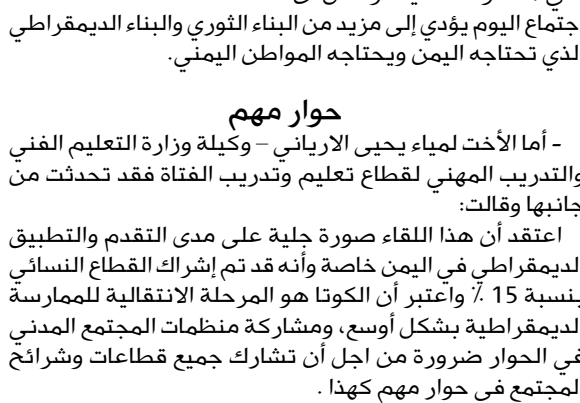 جتماع اليوم يؤدي إلى مزيد من البناء الثوري والبناء الديمقراطي
لذي تحتاجه اليمن ويحتاجه المواطن اليمني.
حوار مهم
- أما الأخت لمياء يحيى الارياني – وكيلة وزارة التعليم الفني
والتدريب المهني لقطاع تعليم وتدريب الفتاة فقد تحدثت من
جانبها وقالت:
اعتقد أن هذا اللقاء صورة جلية على مدى التقدم والتطبيق
لديمقراطي في اليمن خاصة وأنه قد تم إشراك القطاع النسائي
بنسبة 15 ٪ واعتبر أن الكوتا هو المرحلة الانتقالية للممارسة
لديمقراطية بشكل أوسع، ومشاركة منظمات المجتمع المدني
في الحوار ضرورة من اجل أن تشارك جميع قطاعات وشرائح
لمجتمع في حوار مهم كهذا .